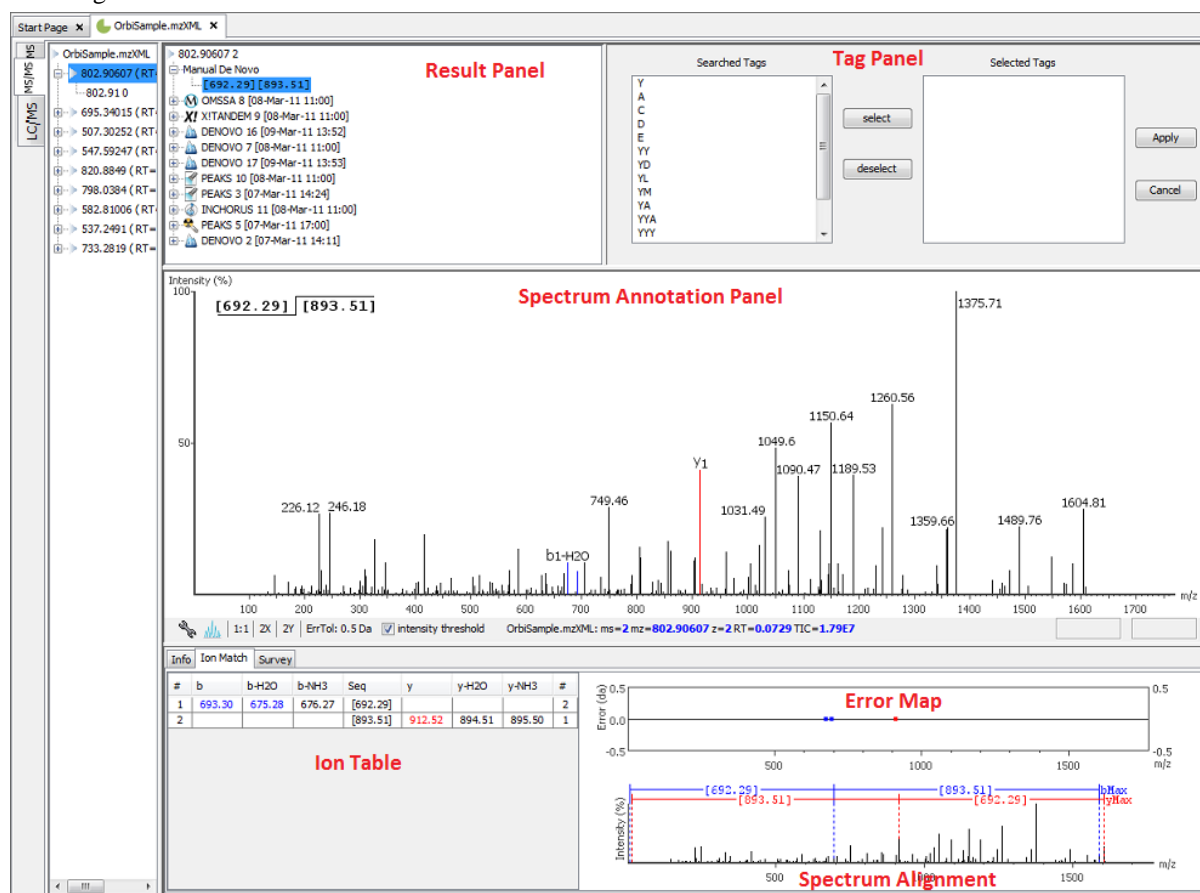 Start Page OrbiSample.mzXML
MS/MS MS
LC/MS
OrbiSample.mzXML
802.90607 (RT=
802.91 0
695.34015 (RT=
507.30252 (RT=
547.59247 (RT=
820.8849 (RT=
798.0384 (RT=
582.81006 (RT=
537.2491 (RT=
733.2819 (RT=
802.90607 2
Manual De Novo
[692.29][893.51]
OMSSA 8 [08-Mar-11 11:00]
X! X!TANDEM 9 [08-Mar-11 11:00]
DENOVO 16 [09-Mar-11 13:52]
DENOVO 7 [08-Mar-11 11:00]
DENOVO 17 [09-Mar-11 13:53]
PEAKS 10 [08-Mar-11 11:00]
PEAKS 3 [07-Mar-11 14:24]
INCHORUS 11 [08-Mar-11 11:00]
PEAKS 5 [07-Mar-11 17:00]
DENOVO 2 [07-Mar-11 14:11]
Result Panel
Searched Tags Tag Panel Selected Tags
Y
A
C
D
E
YY
YD
YL
YM
YA
YYA
YYY
select
deselect
Apply
Cancel
Intensity (%)
Spectrum Annotation Panel
[692.29] [893.51]
100
50
226.12 246.18
b1-H2O
749.46
Y1
1031.49
1049.6
1090.47
1150.64
1189.53
1260.56
1359.66
1375.71
1489.76
1604.81
100 200 300 400 500 600 700 800 900 1000 1100 1200 1300 1400 1500 1600 1700 m/z
1:1 2X 2Y ErrTol: 0.5 Da intensity threshold OrbiSample.mzXML: ms=2 mz=802.90607 z=2 RT=0.0729 TIC=1.79E7
Info Ion Match Survey
# b b-H2O b-NH3 Seq y y-H2O y-NH3 #
1 693.30 675.28 676.27 [692.29] 2
2 [893.51] 912.52 894.51 895.50 1
Ion Table
Error (da)
0.5 0.5
0.0
-0.5 -0.5
Error Map
500 1000 1500 m/z
Intensity (%)
[692.29] [893.51] bMax
[893.51] [692.29] yMax
500 1500 m/z
Spectrum Alignment